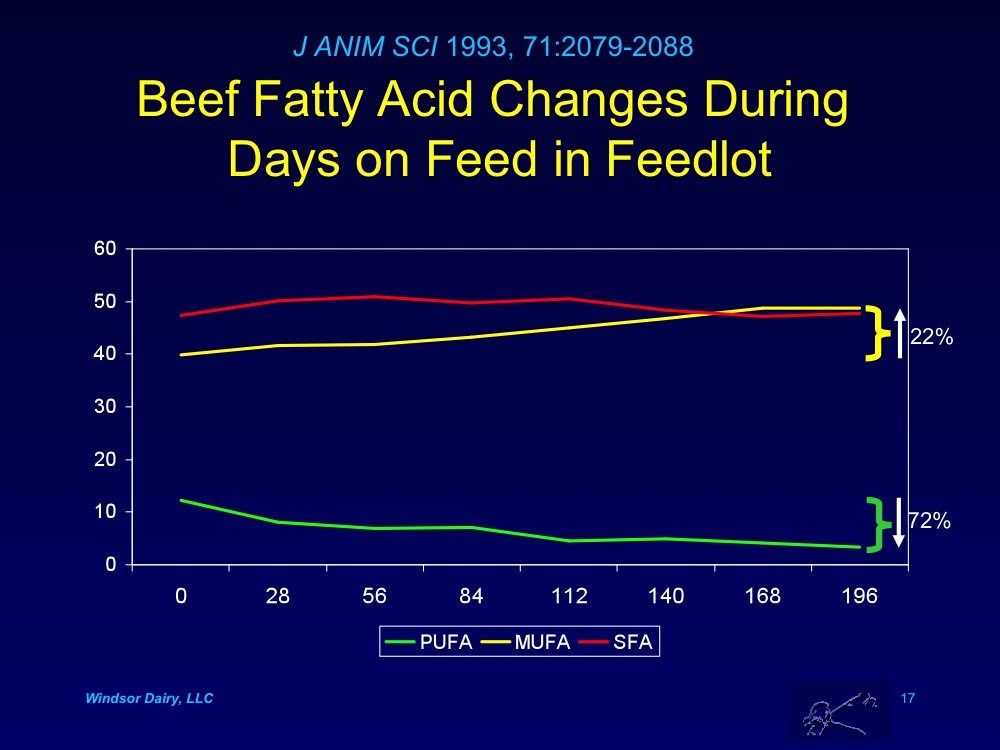 J ANIM SCI 1993, 71:2079-2088
Beef Fatty Acid Changes During
Days on Feed in Feedlot
60
50
40
30
20
10
0
22%
72%
0 28 56 84 112 140 168 196
PUFA MUFA SFA
Windsor Dairy, LLC
17